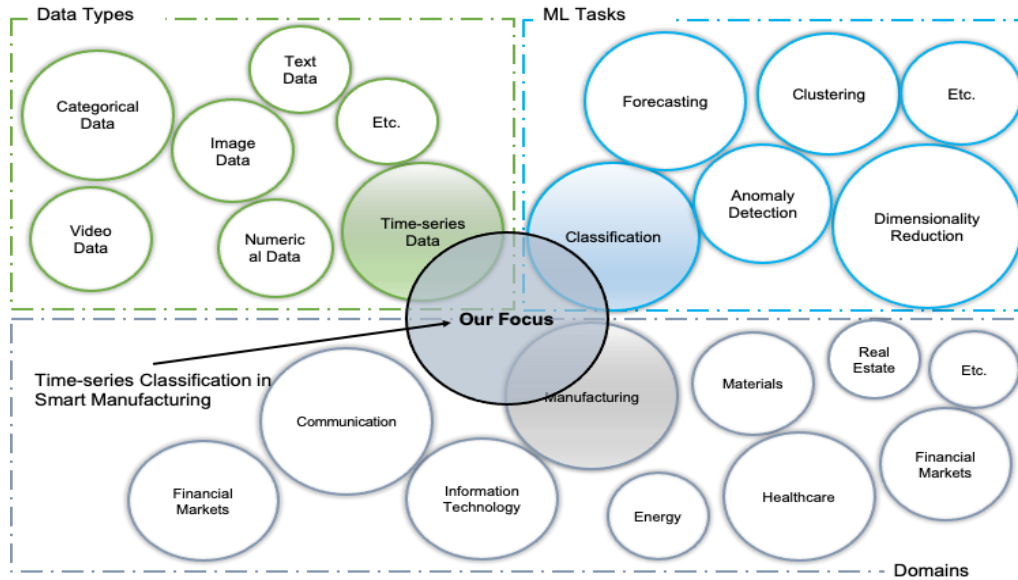 Data Types
ML Tasks
Text
Data
Categorical
Data
Etc.
Image
Data
Video
Data
Numeric
al Data
Time-series
Data
Forecasting
Clustering
Etc.
Anomaly
Detection
Classification
Dimensionality
Reduction
Our Focus
Time-series Classification in
Smart Manufacturing
Communication
Manufacturing
Materials
Real
Estate
Etc.
Financial
Markets
Information
Technology
Energy
Healthcare
Financial
Markets
Domains